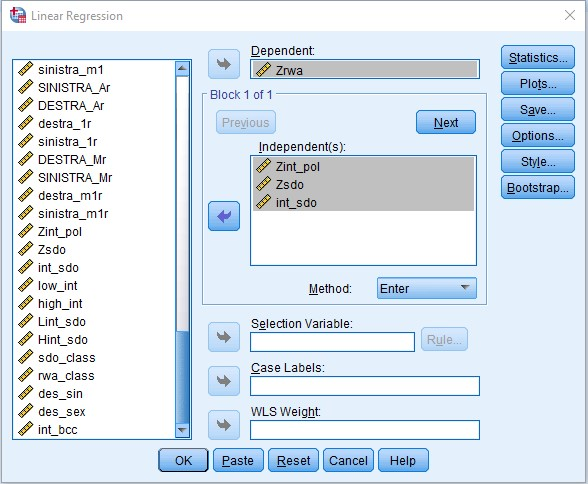 Linear Regression
sinistra_m1
SINISTRA_Ar
DESTRA_Ar
destra_1r
sinistra_1r
DESTRA_Mr
SINISTRA_Mr
destra_m1r
sinistra_m1r
Zint_pol
Zsdo
int_sdo
low_int
high_int
Lint_sdo
Hint_sdo
sdo_class
rwa_class
des_sin
des_sex
int_bcc
Dependent:
Zrwa
Block 1 of 1
Previous
Next
Independent(s):
Zint_pol
Zsdo
int_sdo
Method:
Enter
Selection Variable:
Rule...
Case Labels:
WLS Weight:
Statistics...
Plots...
Save...
Options...
Style...
Bootstrap...
OK
Paste
Reset
Cancel
Help